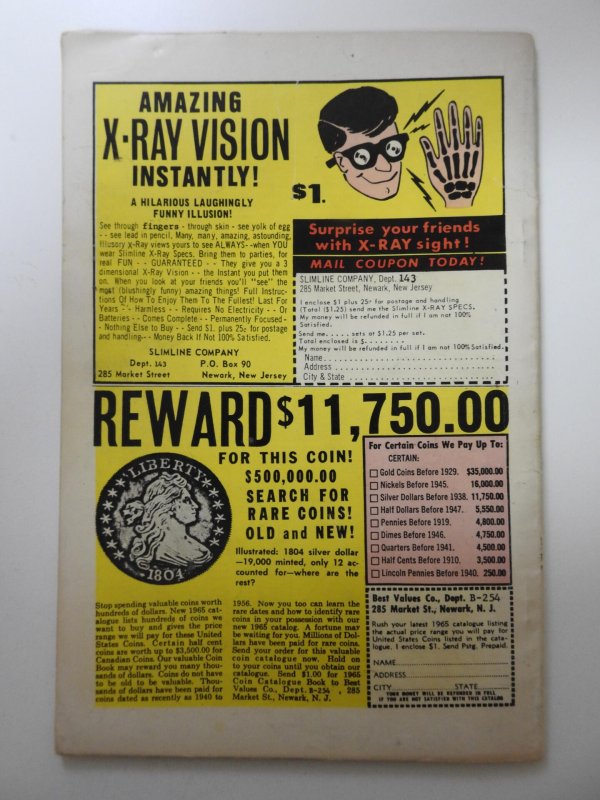 AMAZING
X-RAY VISION
INSTANTLY!
A HILARIOUS LAUGHINGLY
FUNNY ILLUSION!
See through fingers - through skin - see yolk of egg
- - see lead in pencil, Many, many, amazing, astounding,
Illusory x-Ray views yours to see ALWAYS--when YOU
wear Slimline X-Ray Specs. Bring them to parties, for
real FUN - - GUARANTEED - - They give you a 3
dimensional X-Ray Vision - - the Instant you put them
on. When you look at your friends you'll "see" the
most (blushingly funny) amazing things! Full Instruc-
tions Of How To Enjoy Them To The Fullest! Last For
Years - - Harmless - - Requires No Electricity - - Or
Batteries - - Comes Complete - - Permanently Focused-
- Nothing Else to Buy - - Send $1. plus 25¢ for postage
and handling-- Money Back If Not 100% Satisfied.
SLIMLINE COMPANY
Dept. 143 P.O. Box 90
285 Market Street Newark, New Jersey
$1.
Surprise your friends
with X-RAY sight!
MAIL COUPON TODAY!
SLIMLINE COMPANY, Dept. 143
285 Market Street, Newark, New Jersey
I enclose $1 plus 25¢ for postage and handling
(Total ($1.25) send me the Slimline X-RAY SPECS.
My money will be refunded in full if I am not 100%
Satisfied.
Send me..... sets at $1.25 per set.
Total enclosed is $.......
My money will be refunded in full if I am not 100% Satisfied.
Name
Address
City & State
REWARD $11,750.00
FOR THIS COIN!
$500,000.00
SEARCH FOR
RARE COINS!
OLD and NEW!
LIBERTY
1804
Illustrated: 1804 silver dollar
—19,000 minted, only 12 ac-
counted for—where are the
rest?
Stop spending valuable coins worth
hundreds of dollars. New 1965 cat-
alogue lists hundreds of coins we
want to buy and gives the price
range we will pay for these United
States Coins. Certain half cent
coins are worth up to $3,500.00 for
Canadian Coins. Our valuable Coin
Book may reward you many thou-
sands of dollars. Coins do not have
to be old to be valuable. Thou-
sands of dollars have been paid for
coins dated as recently as 1940 to
1956. Now you too can learn the
rare dates and how to identify rare
coins in your possession with our
new 1965 catalog. A fortune may
be waiting for you. Millions of Dol-
lars have been paid for rare coins.
Send your order for this valuable
coin catalogue now. Hold on
to your coins until you obtain our
catalogue. Send $1.00 for 1965
Coin Catalogue Book to Best
Values Co., Dept. B-254 , 285
Market St., Newark, N. J.
For Certain Coins We Pay Up To:
CERTAIN:
Gold Coins Before 1929. $35,000.00
Nickels Before 1945. 16,000.00
Silver Dollars Before 1938. 11,750.00
Half Dollars Before 1947. 5,550.00
Pennies Before 1919. 4,800.00
Dimes Before 1946. 4,750.00
Quarters Before 1941. 4,500.00
Half Cents Before 1910. 3,500.00
Lincoln Pennies Before 1940. 250.00
Best Values Co., Dept. B-254
285 Market St., Newark, N. J.
Rush your latest 1965 catalogue listing
the actual price range you will pay for
United States Coins listed in the cata-
logue. I enclose $1. Send Pstg. Prepaid.
NAME
ADDRESS
CITY STATE
YOUR MONEY WILL BE REFUNDED IN FULL
IF YOU ARE NOT SATISFIED WITH THIS CATALOG